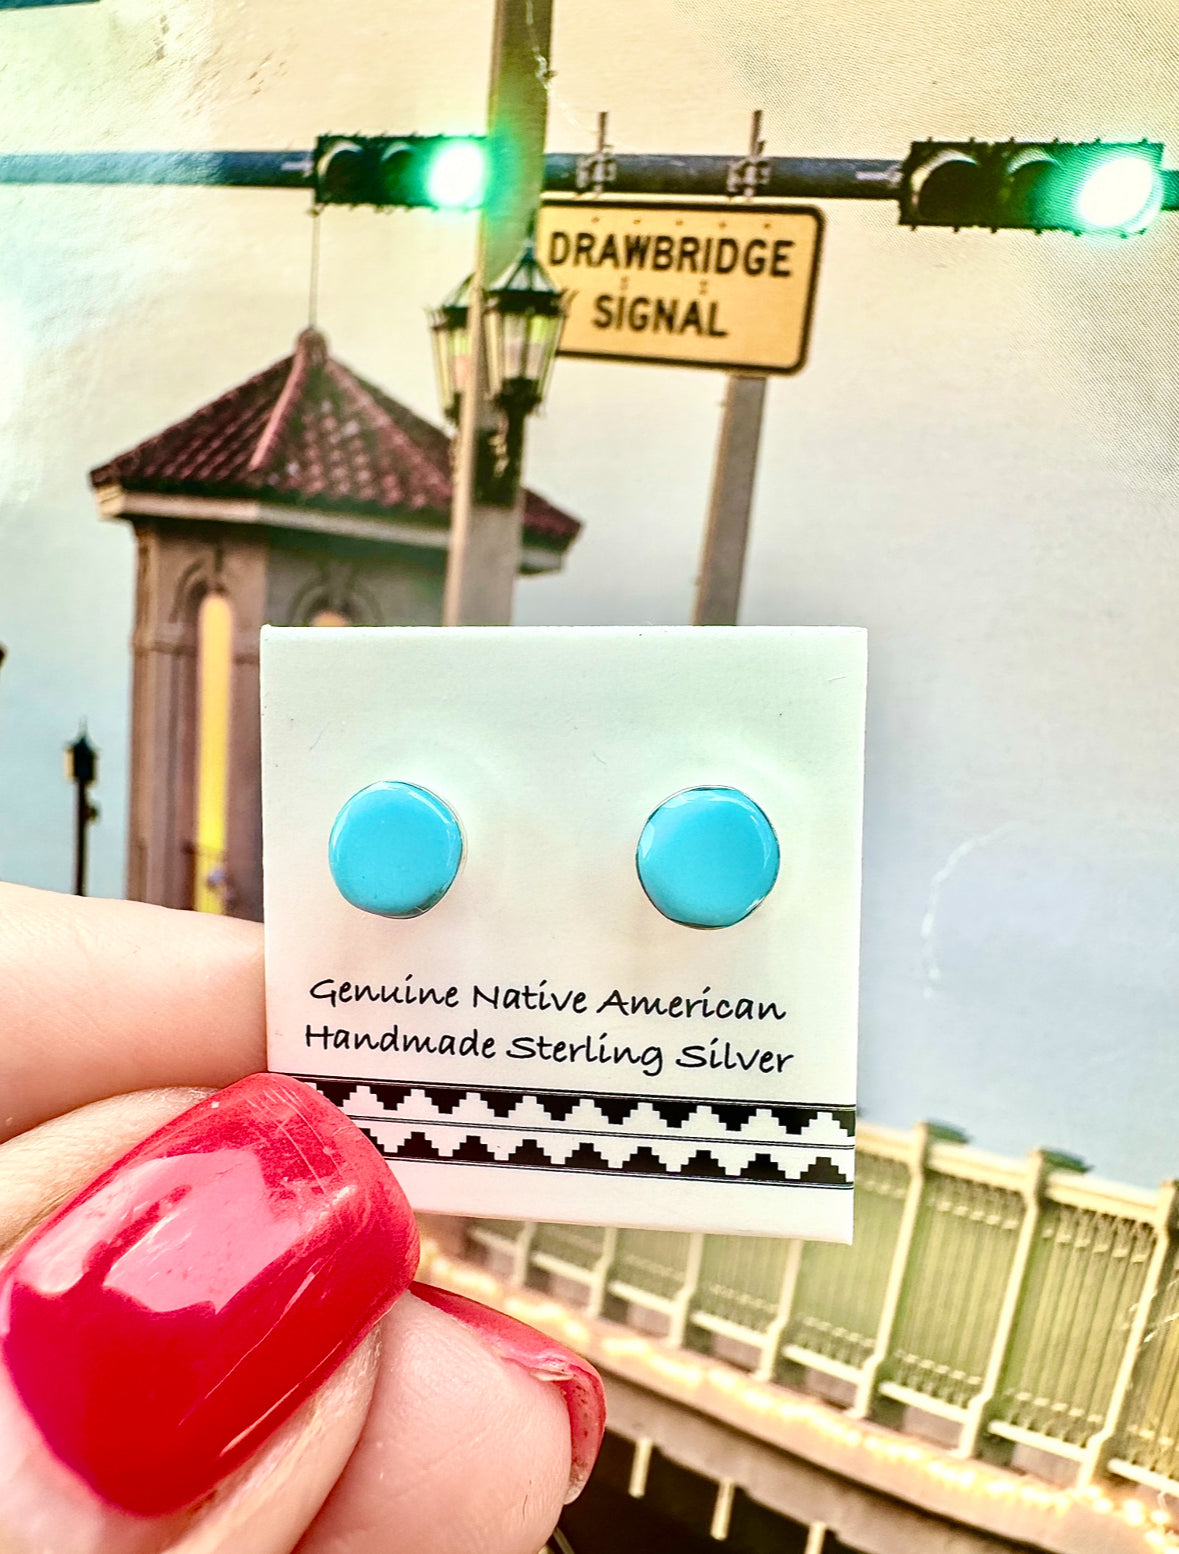 DRAWBRIDGE
SIGNAL
Genuine Native American
Handmade Sterling Silver